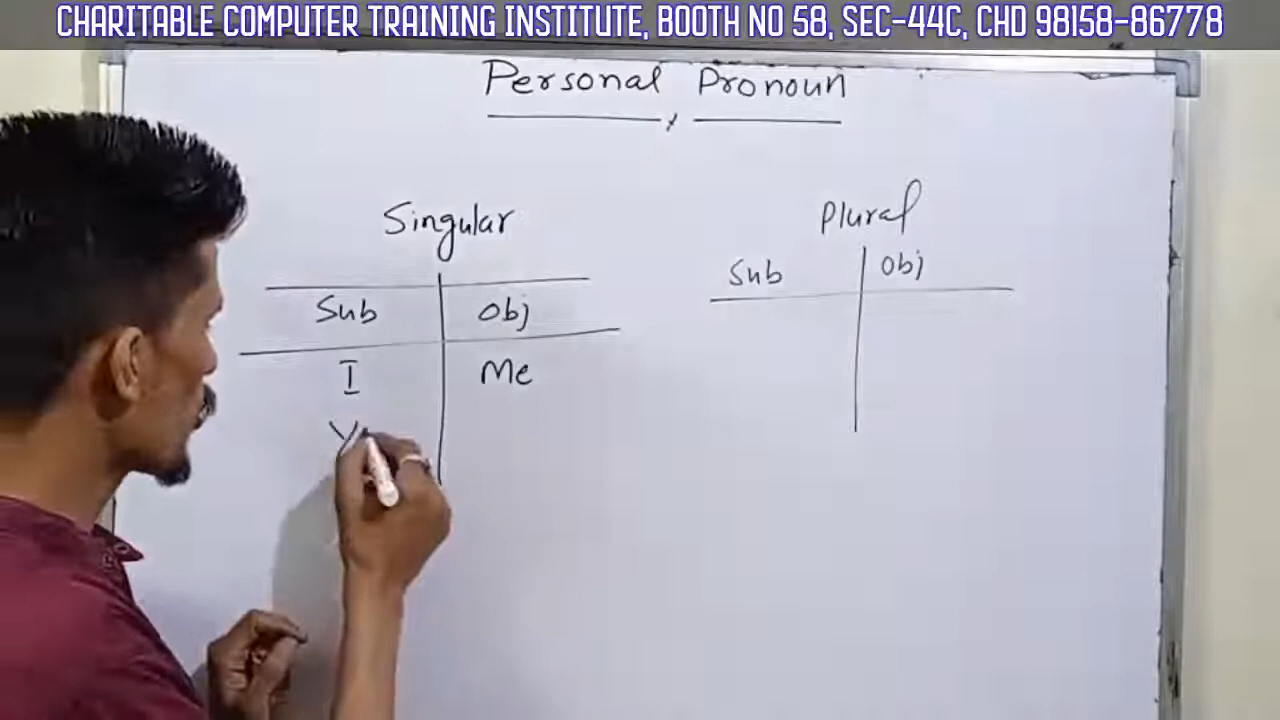 CHARITABLE COMPUTER TRAINING INSTITUTE, BOOTH NO 58, SEC-44C, CHD 98158-86778
Personal Pronoun
Singular
Sub Obj
I Me
Y
Plural
Sub Obj